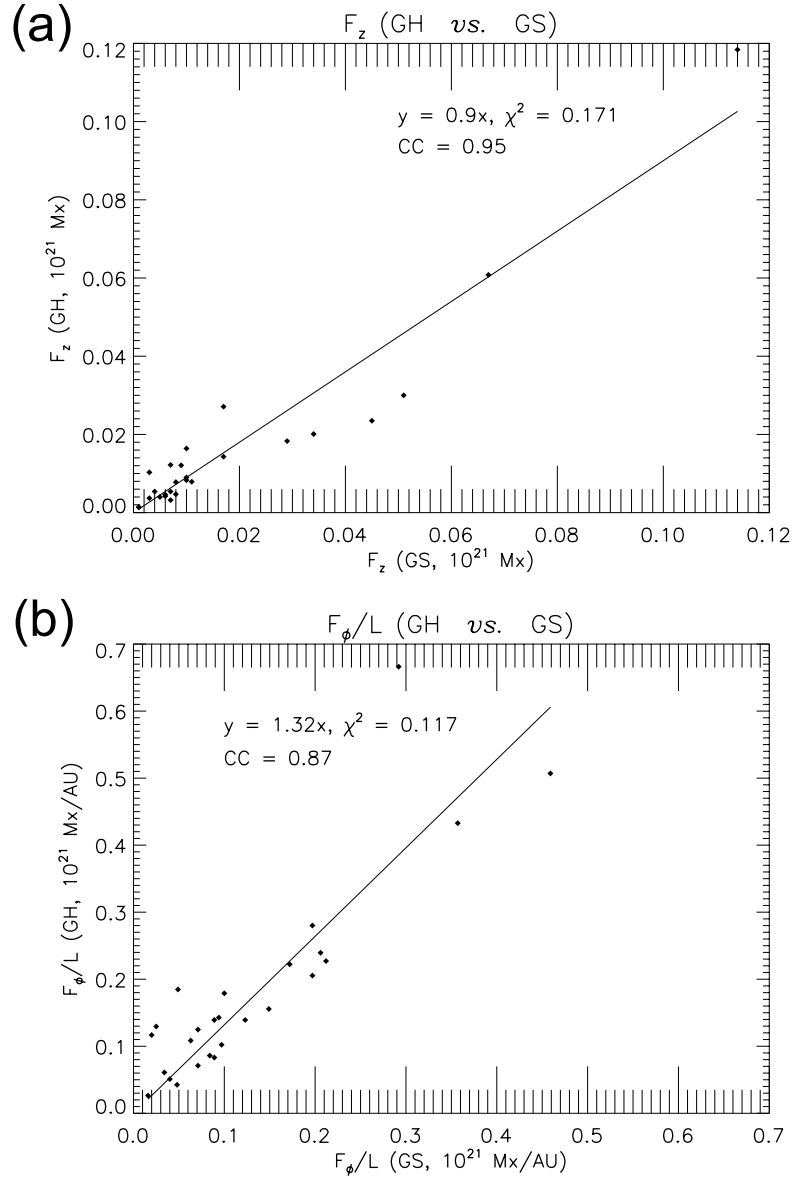 (a)
F_z (GH vs. GS)
0.12
0.10
0.08
0.06
0.04
0.02
0.00
F_z (GH, 10^21 Mx)
y = 0.9x, χ² = 0.171
CC = 0.95
0.00 0.02 0.04 0.06 0.08 0.10 0.12
F_z (GS, 10^21 Mx)
(b)
F_ϕ/L (GH vs. GS)
0.7
0.6
0.5
0.4
0.3
0.2
0.1
0.0
F_ϕ/L (GH, 10^21 Mx/AU)
y = 1.32x, χ² = 0.117
CC = 0.87
0.0 0.1 0.2 0.3 0.4 0.5 0.6 0.7
F_ϕ/L (GS, 10^21 Mx/AU)